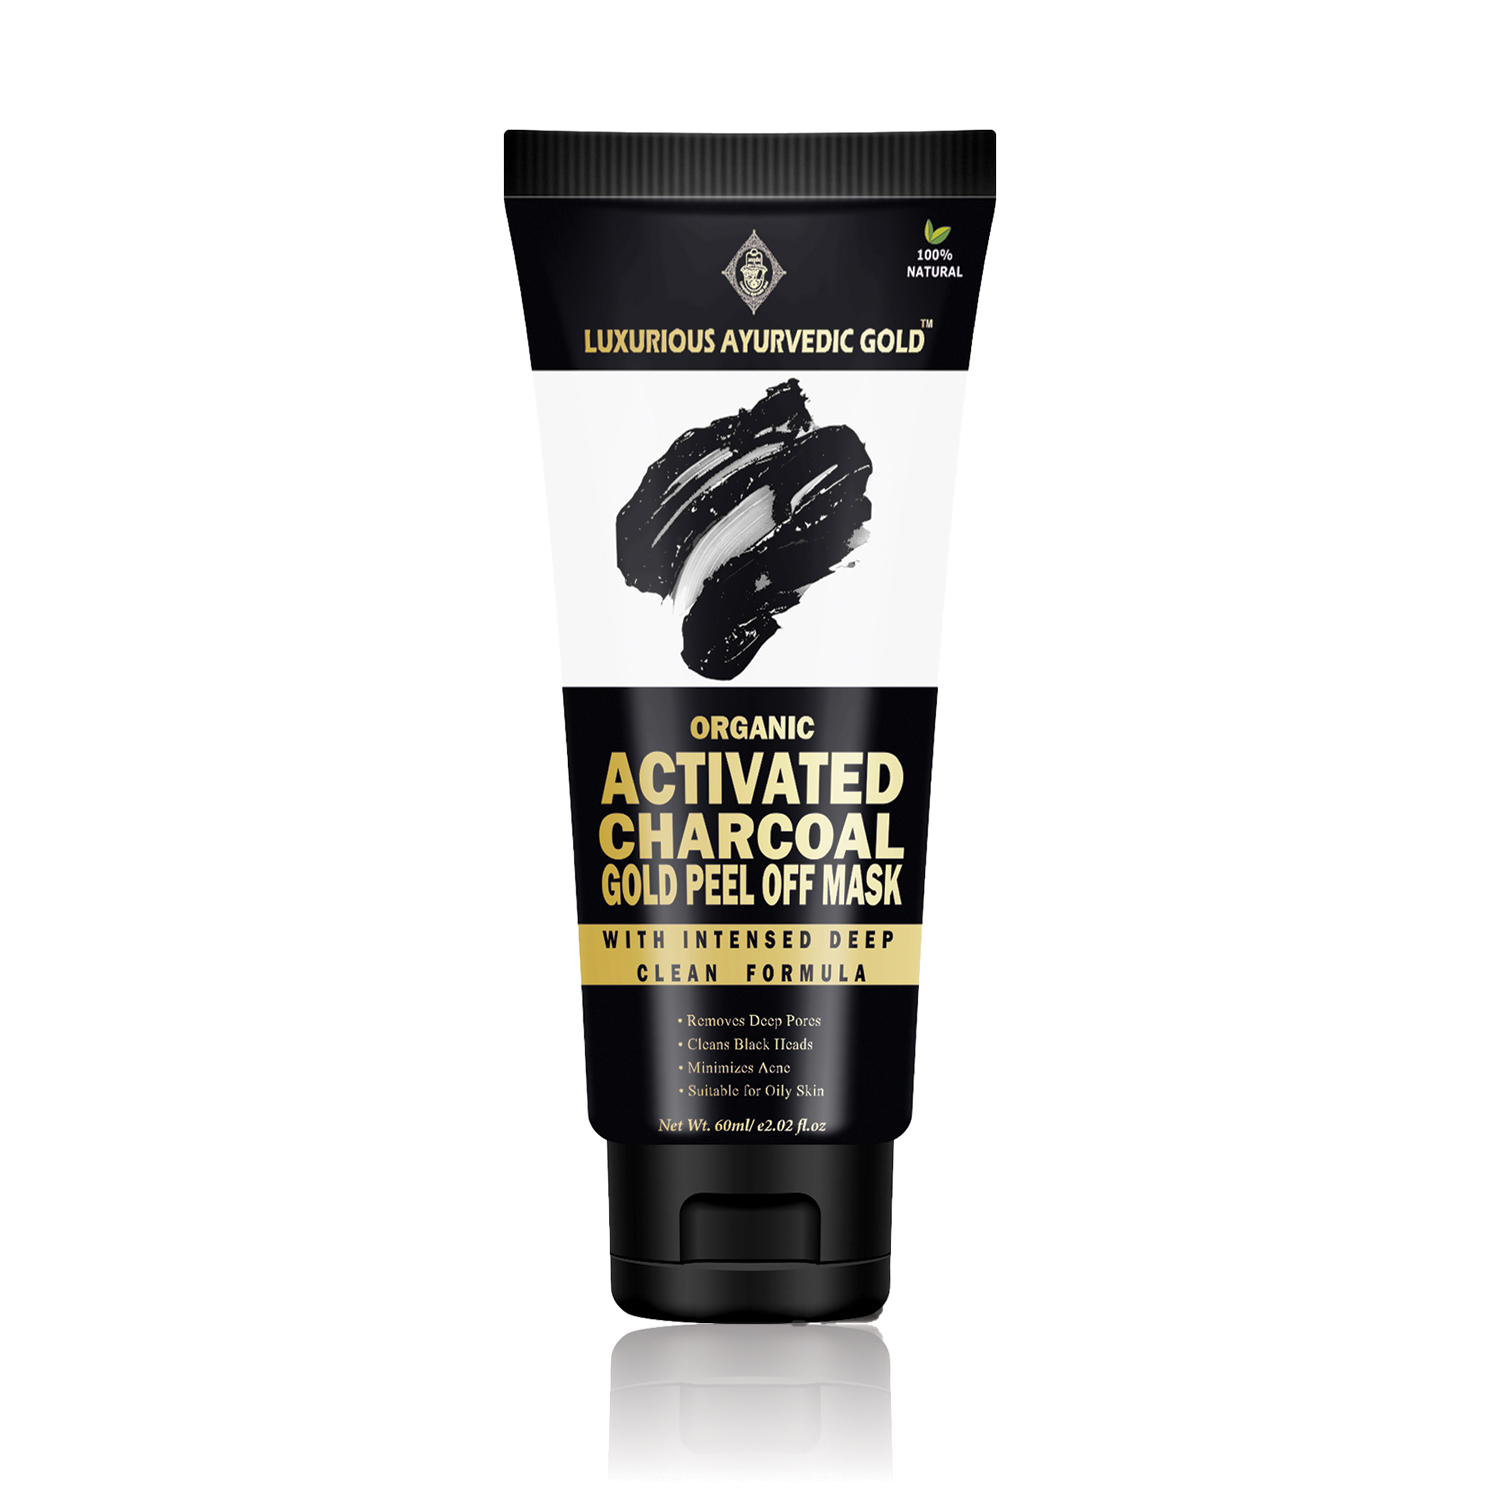 100%
NATURAL
LUXURIOUS AYURVEDIC GOLD™
ORGANIC
ACTIVATED
CHARCOAL
GOLD PEEL OFF MASK
WITH INTENSED DEEP
CLEAN FORMULA
• Removes Deep Pores
• Cleans Black Heads
• Minimizes Acne
• Suitable for Oily Skin
Net Wt. 60ml/ e2.02 fl.oz